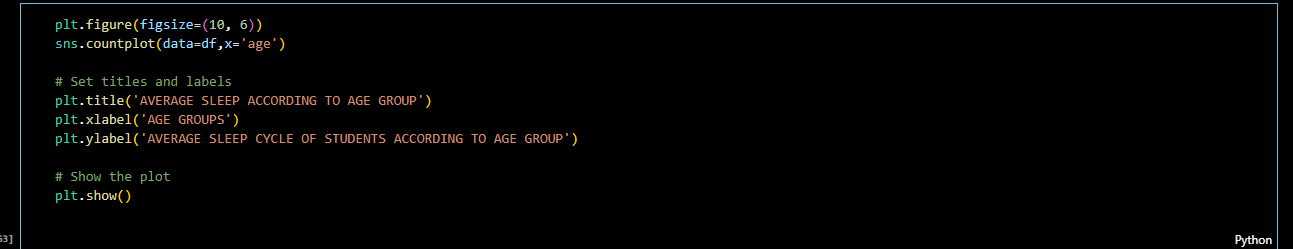 plt.figure(figsize=(10, 6))
sns.countplot(data=df,x='age')
# Set titles and labels
plt.title('AVERAGE SLEEP ACCORDING TO AGE GROUP')
plt.xlabel('AGE GROUPS')
plt.ylabel('AVERAGE SLEEP CYCLE OF STUDENTS ACCORDING TO AGE GROUP')
# Show the plot
plt.show()
Python